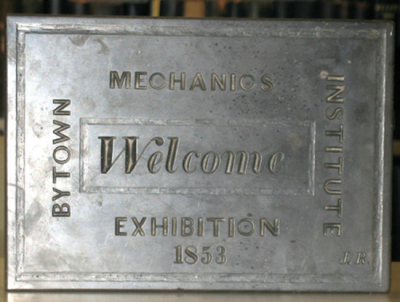 BYTOWN
MECHANICS
INSTITUTE
Welcome
EXHIBITION
1853
J.R.